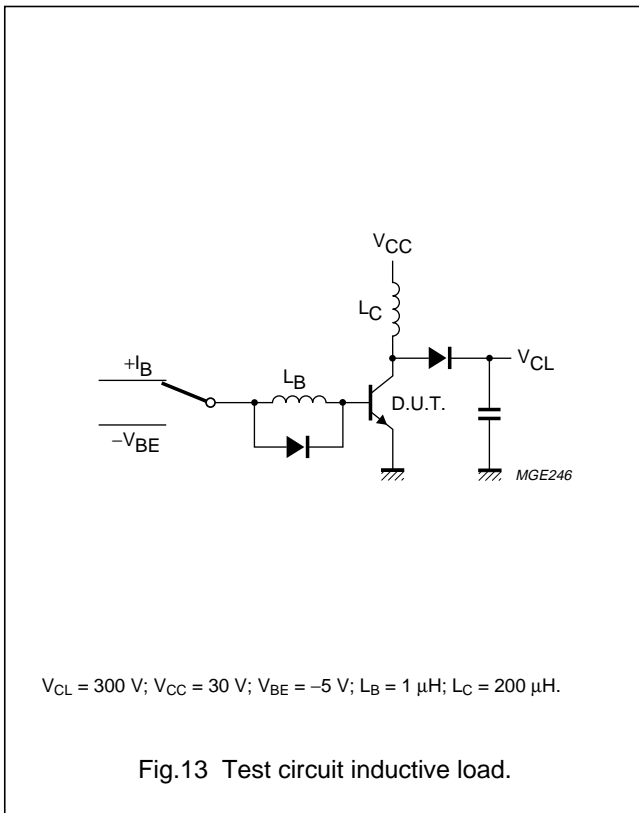 VCC
LC
VCL
+IB
LB
D.U.T.
−VBE
MGE246
VCL = 300 V; VCC = 30 V; VBE = −5 V; LB = 1 μH; LC = 200 μH.
Fig.13 Test circuit inductive load.